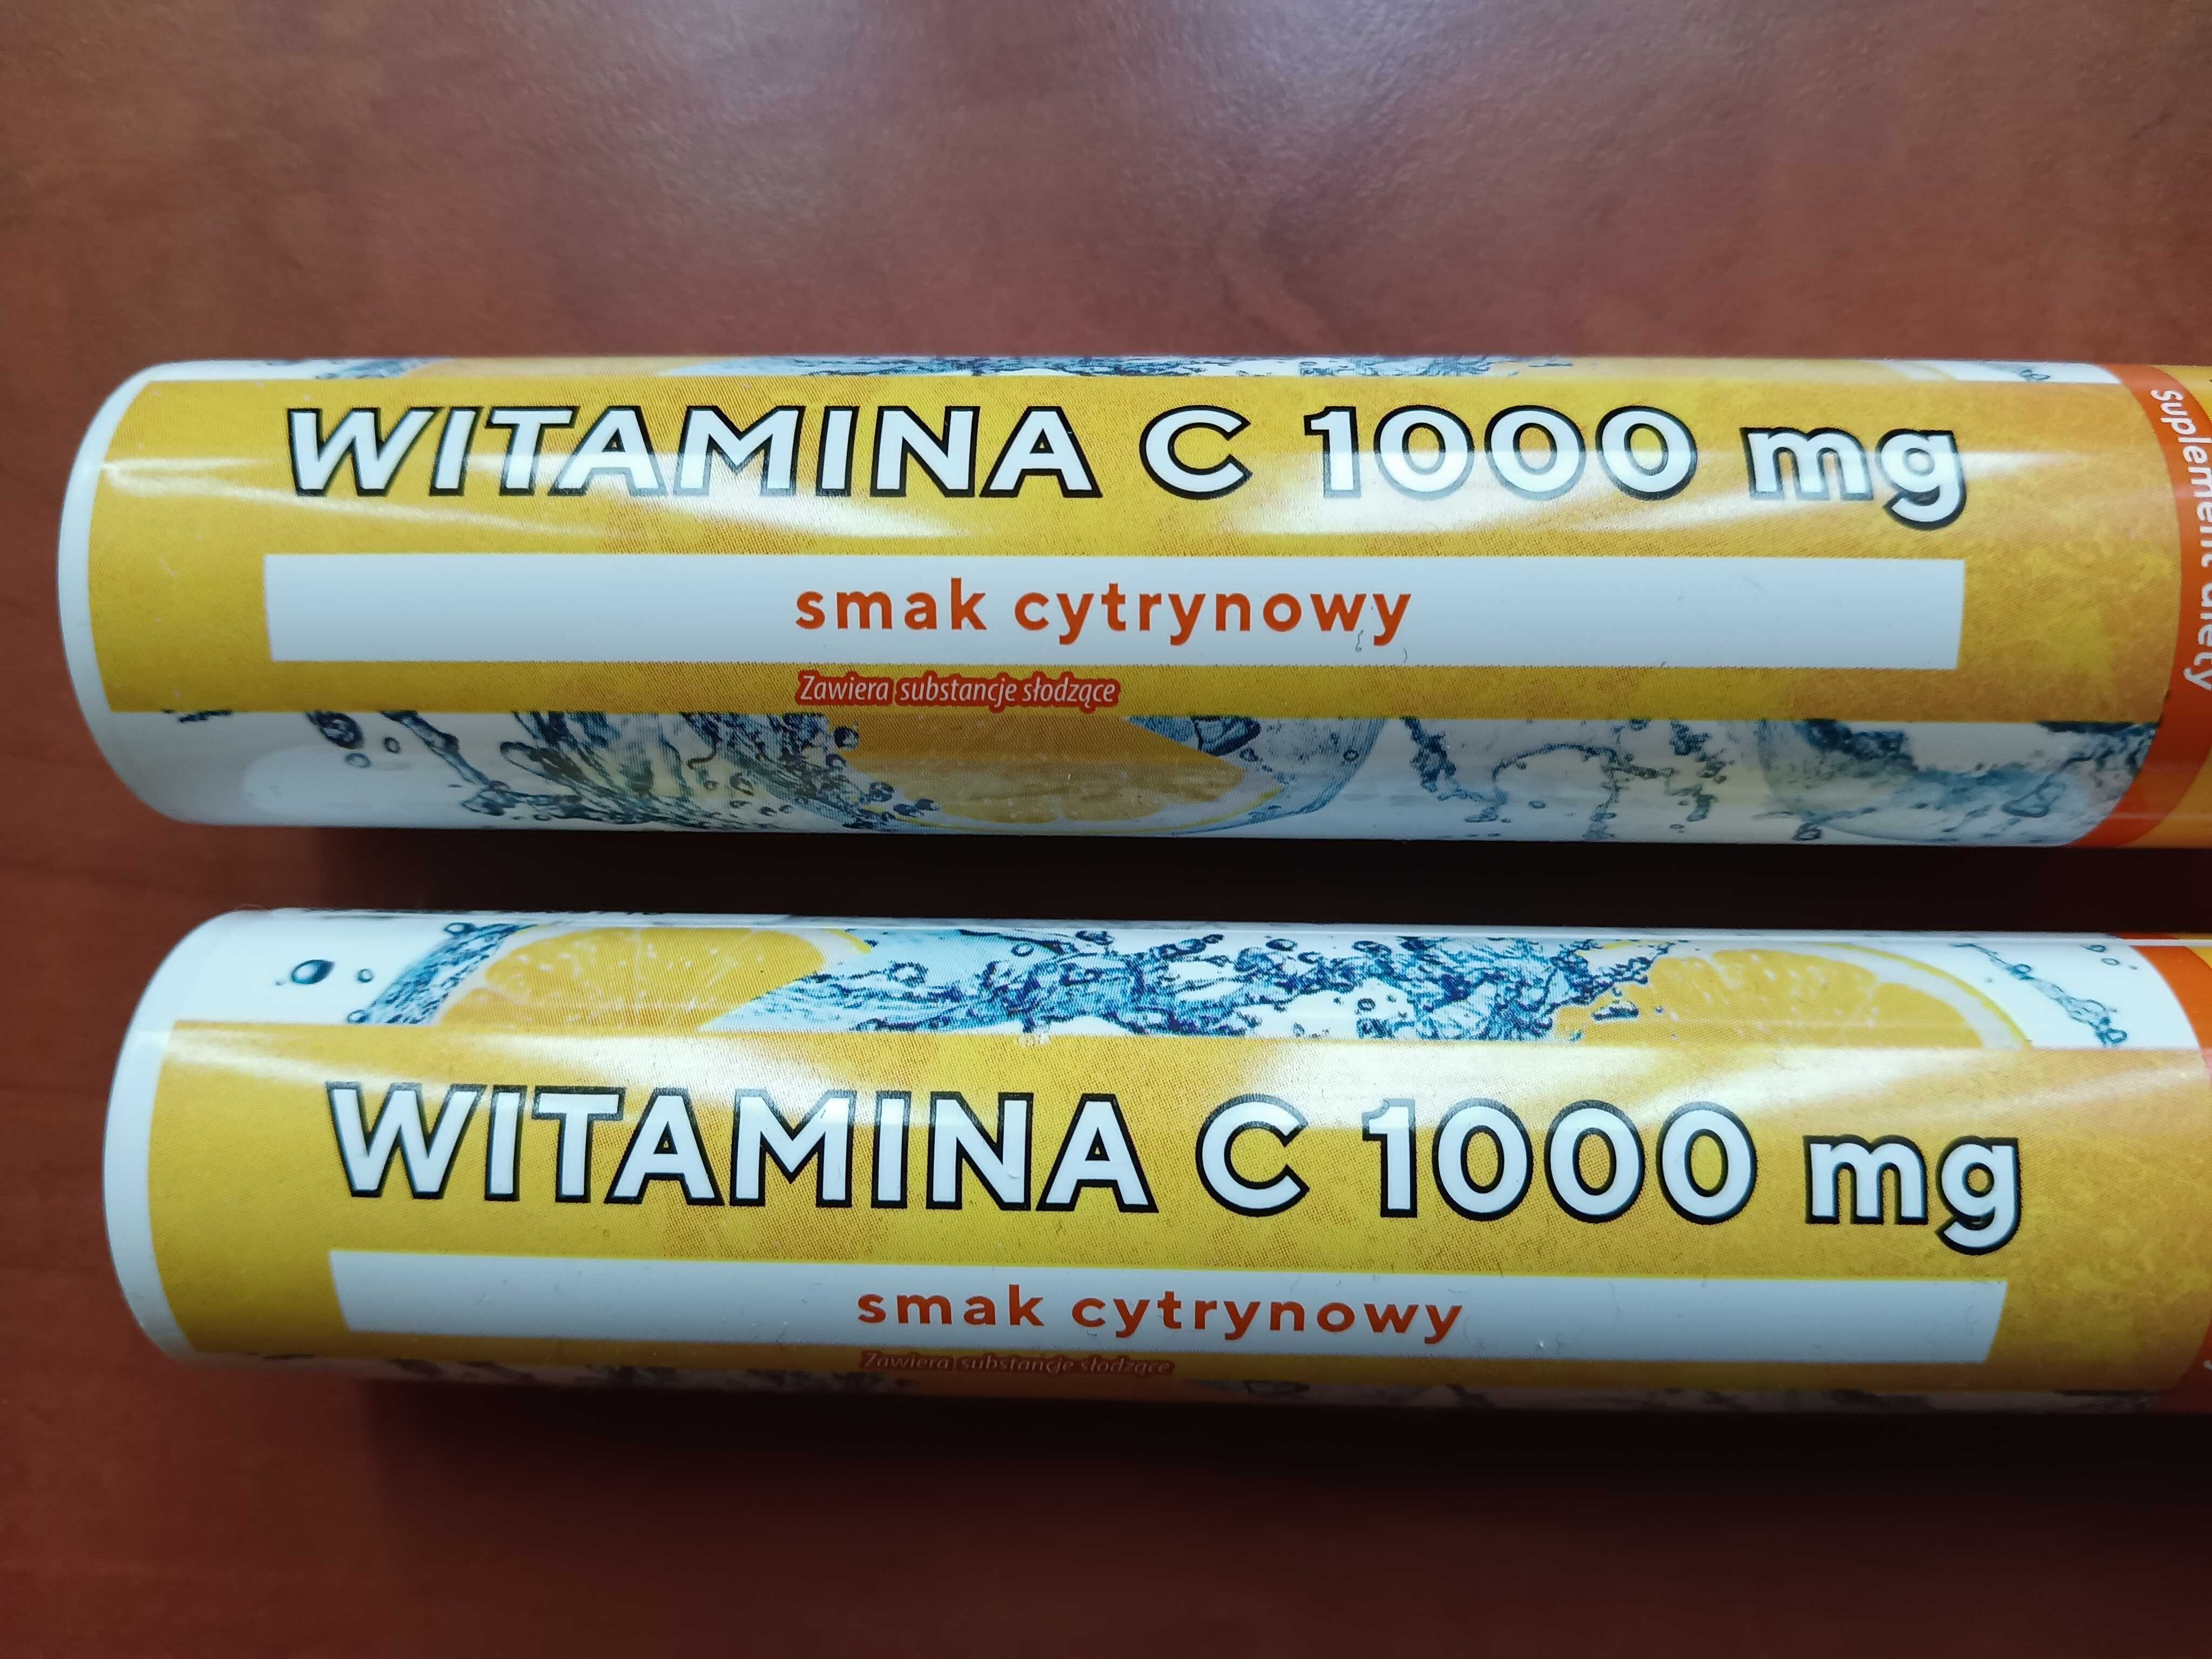 WITAMINA C 1000 mg
smak cytrynowy
Zawiera substancje słodzące
Suplement diety
WITAMINA C 1000 mg
smak cytrynowy
Zawiera substancje słodzące